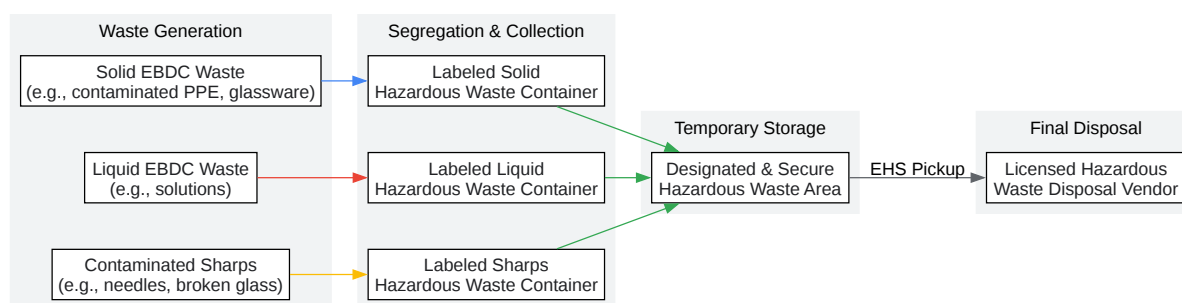 Waste Generation
Solid EBDC Waste
(e.g., contaminated PPE, glassware)
Liquid EBDC Waste
(e.g., solutions)
Contaminated Sharps
(e.g., needles, broken glass)
Segregation & Collection
Labeled Solid
Hazardous Waste Container
Labeled Liquid
Hazardous Waste Container
Labeled Sharps
Hazardous Waste Container
Temporary Storage
Designated & Secure
Hazardous Waste Area
EHS Pickup
Final Disposal
Licensed Hazardous
Waste Disposal Vendor